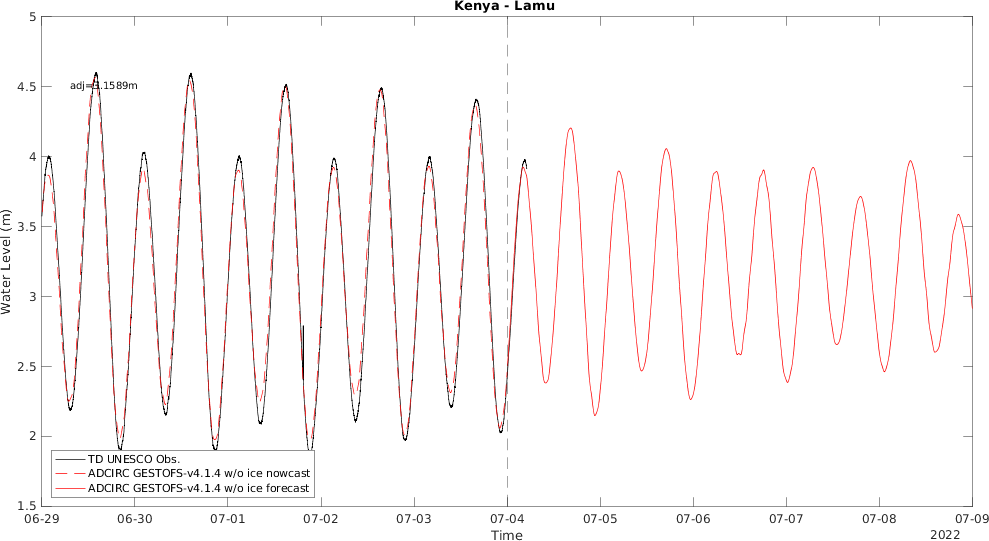 Kenya - Lamu
5
4.5
4
3.5
3
2.5
2
1.5
Water Level (m)
TD UNESCO Obs.
ADCIRC GESTOFS-v4.1.4 w/o ice nowcast
ADCIRC GESTOFS-v4.1.4 w/o ice forecast
06-29 06-30 07-01 07-02 07-03 07-04 07-05 07-06 07-07 07-08 07-09
Time
2022